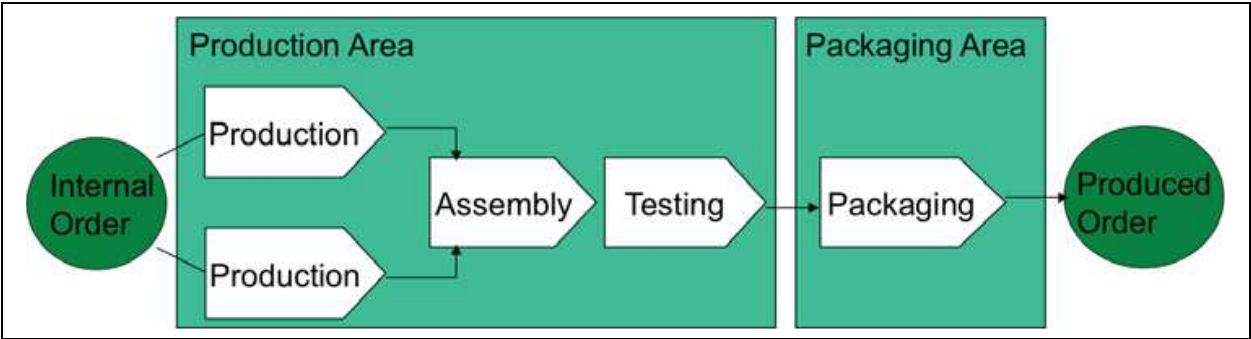 Production Area
Packaging Area
Internal
Order
Production
Production
Assembly
Testing
Packaging
Produced
Order